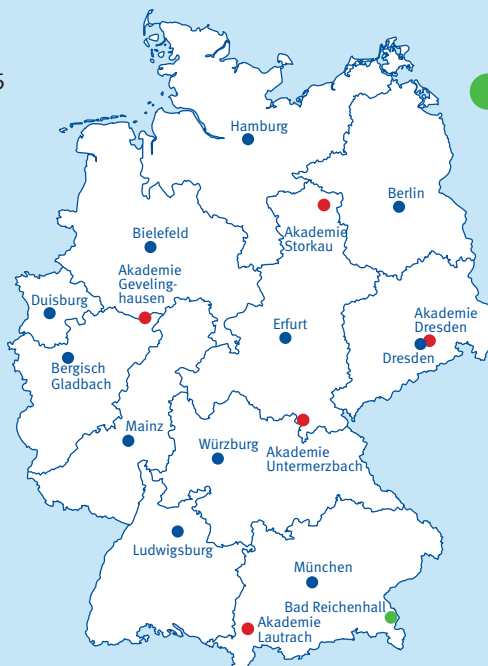 5
Hamburg
Berlin
Akademie
Storkau
Bielefeld
Akademie
Geveling-
hausen
Duisburg
Akademie
Dresden
Erfurt
Dresden
Bergisch
Gladbach
Mainz
Würzburg
Akademie
Untermerzbach
Ludwigsburg
München
Bad Reichenhall
Akademie
Lautrach